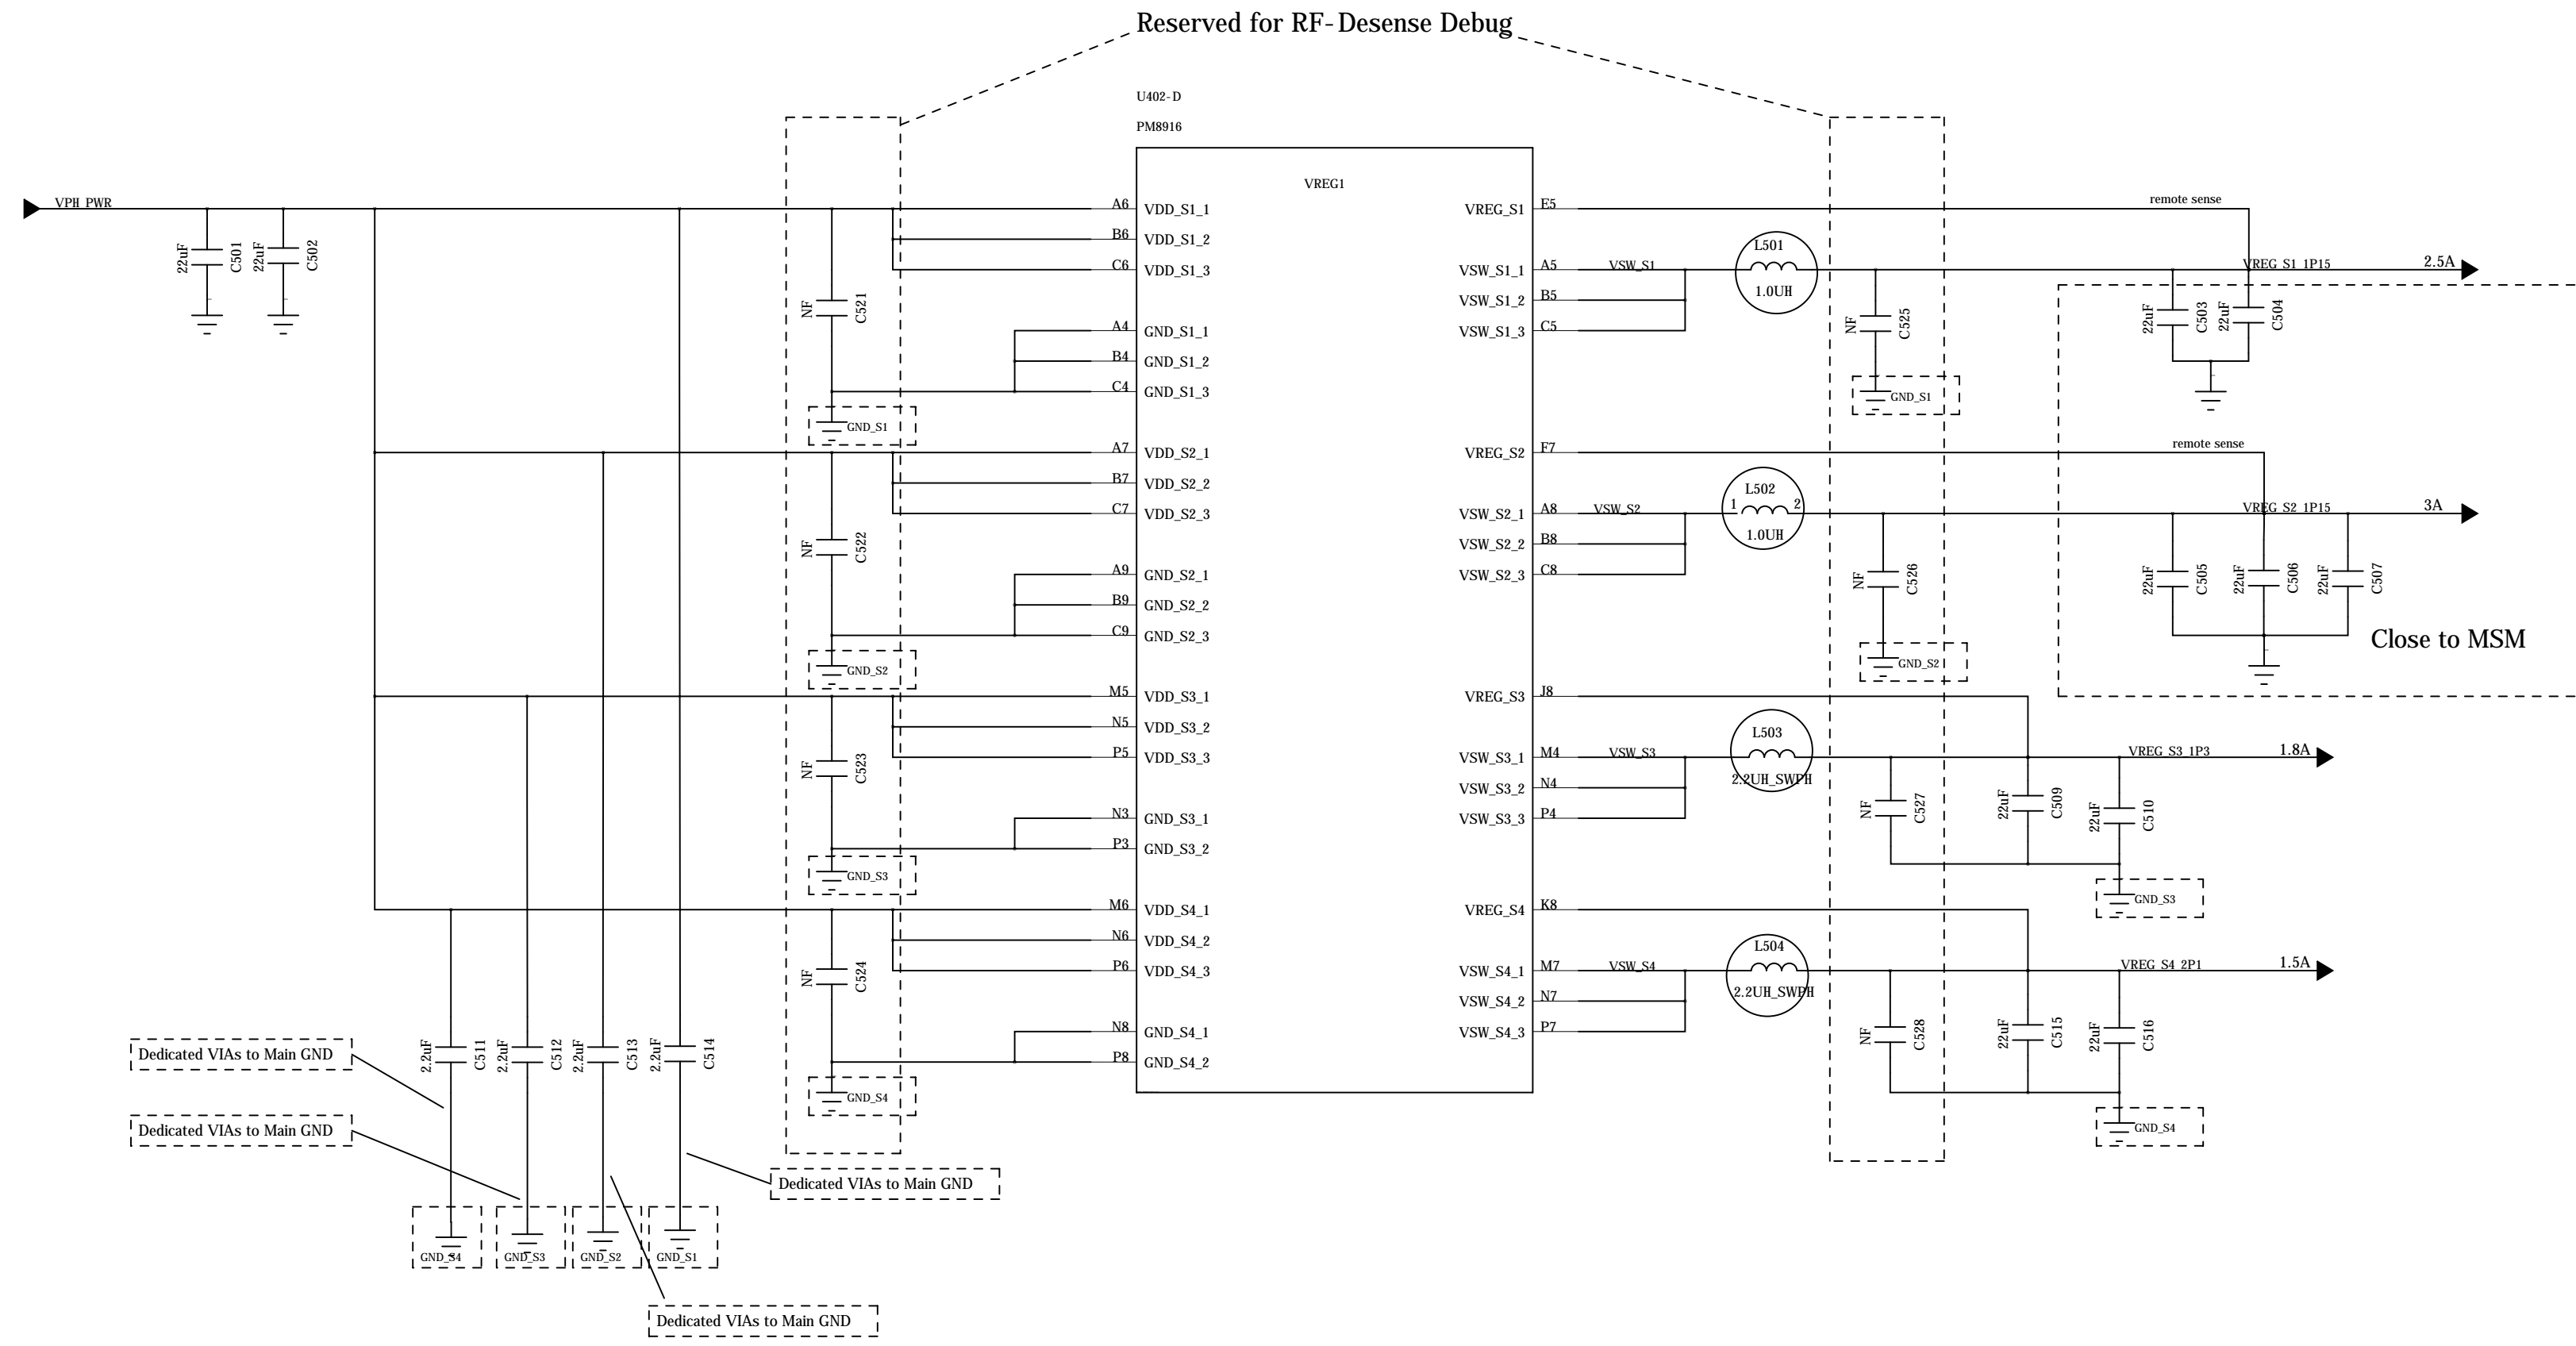 Reserved for RF-Desense Debug
U402-D
PM8916
VREG1
VPH_PWR
22uF
C501
22uF
C502
NF
C521
GND_S1
NF
C522
GND_S2
NF
C523
GND_S3
NF
C524
GND_S4
A6 VDD_S1_1
B6 VDD_S1_2
C6 VDD_S1_3
A4 GND_S1_1
B4 GND_S1_2
C4 GND_S1_3
A7 VDD_S2_1
B7 VDD_S2_2
C7 VDD_S2_3
A9 GND_S2_1
B9 GND_S2_2
C9 GND_S2_3
M5 VDD_S3_1
N5 VDD_S3_2
P5 VDD_S3_3
N3 GND_S3_1
P3 GND_S3_2
M6 VDD_S4_1
N6 VDD_S4_2
P6 VDD_S4_3
N8 GND_S4_1
P8 GND_S4_2
VREG_S1 E5
VSW_S1_1 A5
VSW_S1_2 B5
VSW_S1_3 C5
VREG_S2 F7
VSW_S2_1 A8
VSW_S2_2 B8
VSW_S2_3 C8
VREG_S3 J8
VSW_S3_1 M4
VSW_S3_2 N4
VSW_S3_3 P4
VREG_S4 K8
VSW_S4_1 M7
VSW_S4_2 N7
VSW_S4_3 P7
remote sense
VSW_S1
L501
1.0UH
VREG_S1_1P15
2.5A
NF
C525
GND_S1
22uF
C503
22uF
C504
remote sense
VSW_S2
L502
1 2
1.0UH
VREG_S2_1P15
3A
NF
C526
GND_S2
22uF
C505
22uF
C506
22uF
C507
Close to MSM
VSW_S3
L503
2.2UH_SWPH
VREG_S3_1P3
1.8A
NF
C527
22uF
C509
22uF
C510
GND_S3
VSW_S4
L504
2.2UH_SWPH
VREG_S4_2P1
1.5A
NF
C528
22uF
C515
22uF
C516
GND_S4
2.2uF
C511
2.2uF
C512
2.2uF
C513
2.2uF
C514
Dedicated VIAs to Main GND
Dedicated VIAs to Main GND
Dedicated VIAs to Main GND
GND_S4
GND_S3
GND_S2
GND_S1
Dedicated VIAs to Main GND